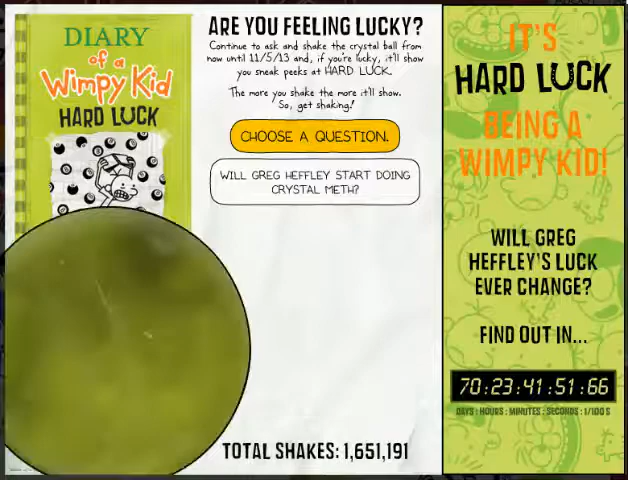 DIARY
of a
Wimpy Kid
HARD LUCK
ARE YOU FEELING LUCKY?
Continue to ask and shake the crystal ball from
now until 11/5/13 and, if you're lucky, it'll show
you sneak peeks at HARD LUCK.
The more you shake the more it'll show.
So, get shaking!
CHOOSE A QUESTION.
WILL GREG HEFFLEY START DOING
CRYSTAL METH?
TOTAL SHAKES: 1,651,191
IT'S
HARD LUCK
BEING A
WIMPY KID!
WILL GREG
HEFFLEY'S LUCK
EVER CHANGE?
FIND OUT IN...
70:23:41:51:66
DAYS : HOURS : MINUTES : SECONDS : 1/100 S